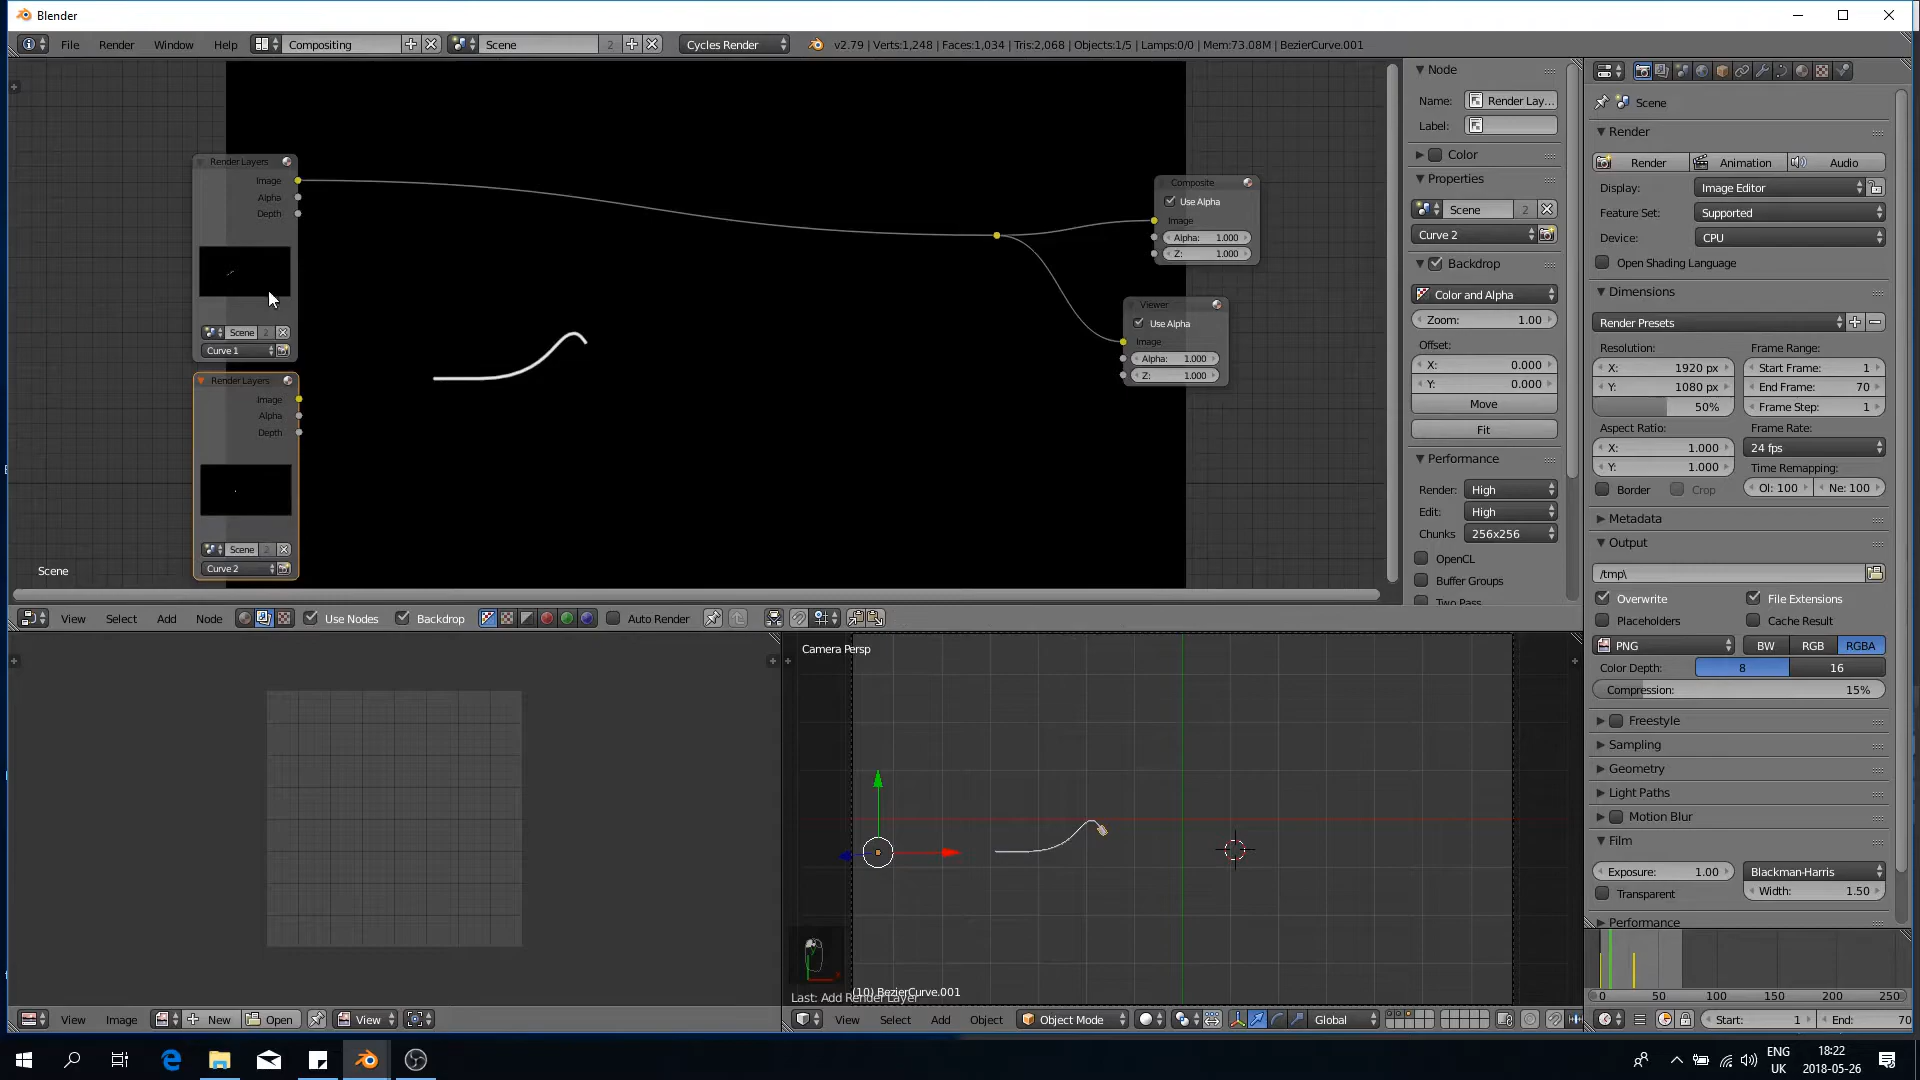 Blender
File Render Window Help Compositing Scene 2 Cycles Render v2.79 | Verts:1,248 | Faces:1,034 | Tris:2,068 | Objects:1/5 | Lamps:0/0 | Mem:73.08M | BezierCurve.001
Render Layers
Image
Alpha
Depth
Scene 2
Curve 1
Render Layers
Image
Alpha
Depth
Scene 2
Curve 2
Scene
Composite
Use Alpha
Image
Alpha: 1.000
Z: 1.000
Viewer
Use Alpha
Image
Alpha: 1.000
Z: 1.000
View Select Add Node Use Nodes Backdrop Auto Render
Node
Name: Render Lay...
Label:
Color
Properties
Scene 2
Curve 2
Backdrop
Color and Alpha
Zoom: 1.00
Offset:
X: 0.000
Y: 0.000
Move
Fit
Performance
Render: High
Edit: High
Chunks 256x256
OpenCL
Buffer Groups
Two Pass
Scene
Render
Render Animation Audio
Display: Image Editor
Feature Set: Supported
Device: CPU
Open Shading Language
Dimensions
Render Presets
Resolution: Frame Range:
X: 1920 px Start Frame: 1
Y: 1080 px End Frame: 70
50% Frame Step: 1
Aspect Ratio: Frame Rate:
X: 1.000 24 fps
Y: 1.000 Time Remapping:
Border Crop Ol: 100 Ne: 100
Metadata
Output
/tmp\
Overwrite File Extensions
Placeholders Cache Result
PNG BW RGB RGBA
Color Depth: 8 16
Compression: 15%
Freestyle
Sampling
Geometry
Light Paths
Motion Blur
Film
Exposure: 1.00 Blackman-Harris
Transparent Width: 1.50
Performance
0 50 100 150 200 250
Start: 1 End: 70
Camera Persp
(10) BezierCurve.001
Last: Add Render Layer
View Image New Open View
View Select Add Object Object Mode Global
ENG
UK
18:22
2018-05-26